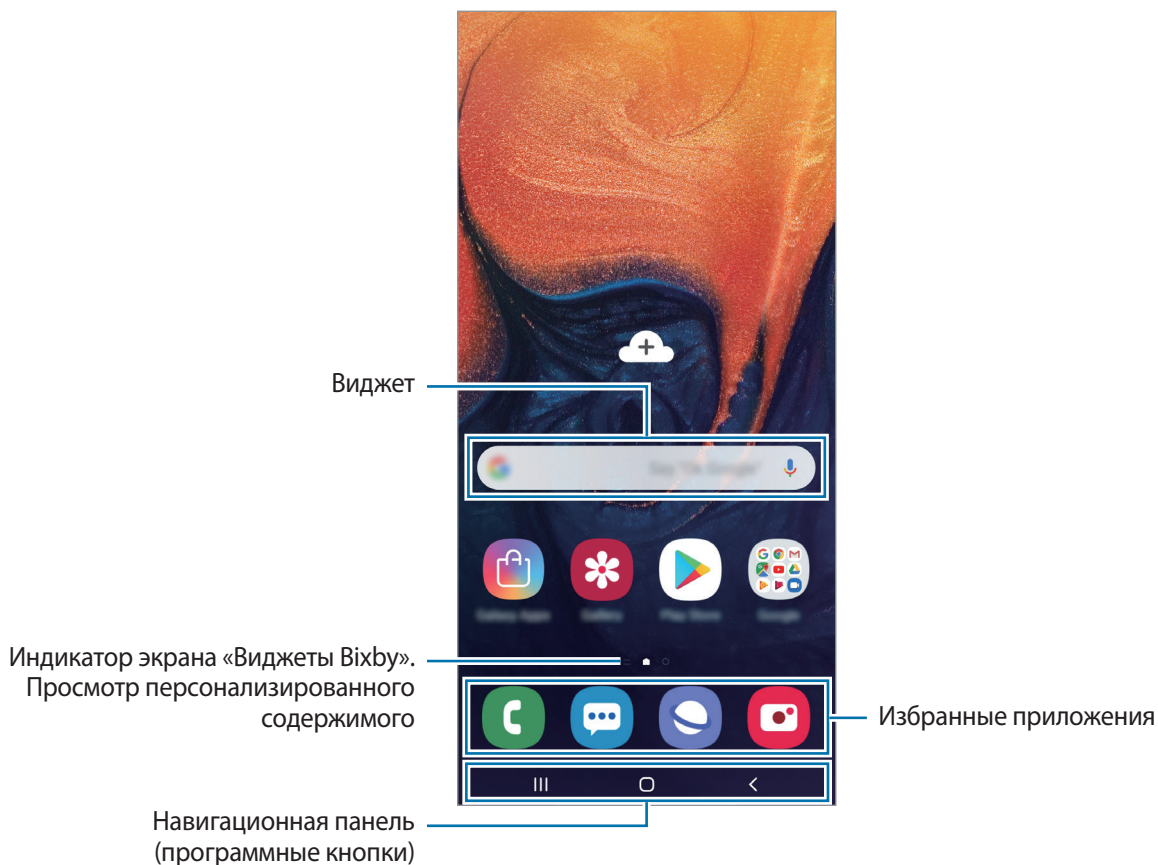 Виджет
Индикатор экрана «Виджеты Bixby».
Просмотр персонализированного
содержимого
Избранные приложения
Навигационная панель
(программные кнопки)